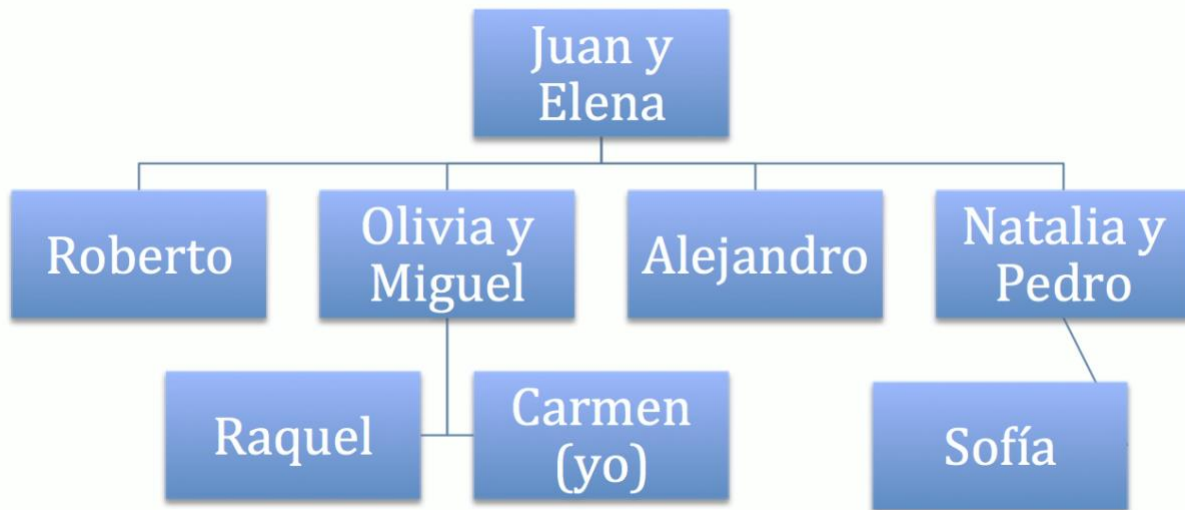 Juan y
Elena
Roberto
Olivia y
Miguel
Alejandro
Natalia y
Pedro
Raquel
Carmen
(yo)
Sofía